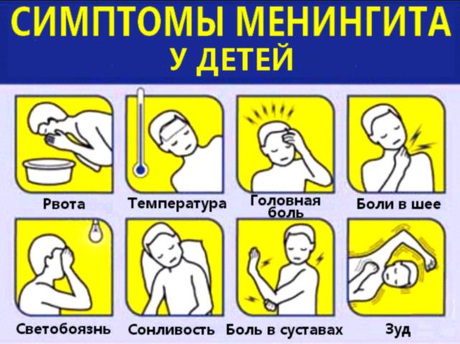 СИМПТОМЫ МЕНИНГИТА
У ДЕТЕЙ
Рвота
Температура
Головная
боль
Боли в шее
Светобоязнь
Сонливость
Боль в суставах
Зуд